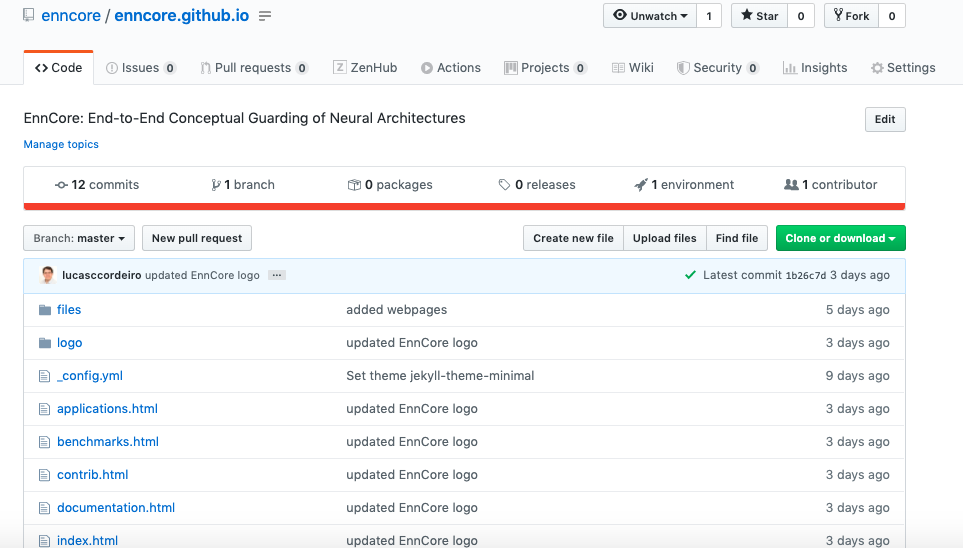 enncore / enncore.github.io
Unwatch 1 Star 0 Fork 0
Code Issues 0 Pull requests 0 ZenHub Actions Projects 0 Wiki Security 0 Insights Settings
EnnCore: End-to-End Conceptual Guarding of Neural Architectures Edit
Manage topics
12 commits 1 branch 0 packages 0 releases 1 environment 1 contributor
Branch: master New pull request Create new file Upload files Find file Clone or download
lucasccordeiro updated EnnCore logo ... Latest commit 1b26c7d 3 days ago
files added webpages 5 days ago
logo updated EnnCore logo 3 days ago
_config.yml Set theme jekyll-theme-minimal 9 days ago
applications.html updated EnnCore logo 3 days ago
benchmarks.html updated EnnCore logo 3 days ago
contrib.html updated EnnCore logo 3 days ago
documentation.html updated EnnCore logo 3 days ago
index.html updated EnnCore logo 3 days ago